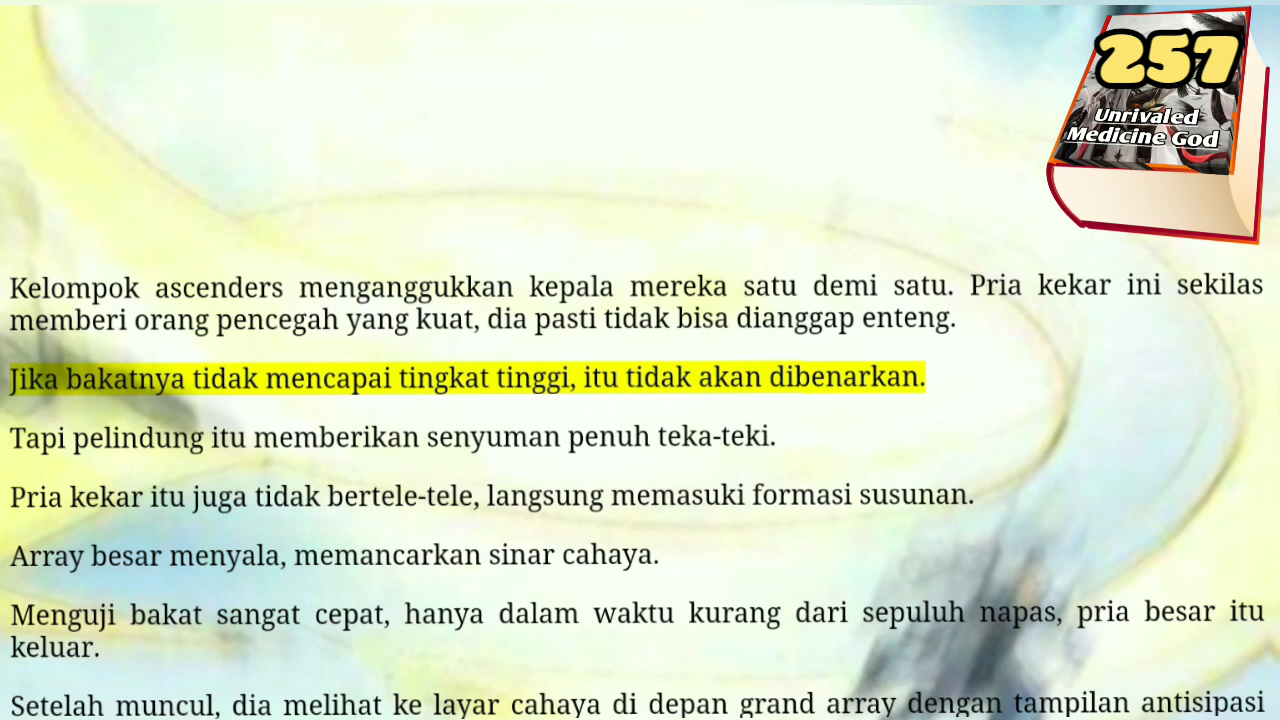 257
Unrivaled
Medicine God
Kelompok ascenders menganggukkan kepala mereka satu demi satu. Pria kekar ini sekilas
memberi orang pencegah yang kuat, dia pasti tidak bisa dianggap enteng.
Jika bakatnya tidak mencapai tingkat tinggi, itu tidak akan dibenarkan.
Tapi pelindung itu memberikan senyuman penuh teka-teki.
Pria kekar itu juga tidak bertele-tele, langsung memasuki formasi susunan.
Array besar menyala, memancarkan sinar cahaya.
Menguji bakat sangat cepat, hanya dalam waktu kurang dari sepuluh napas, pria besar itu
keluar.
Setelah muncul, dia melihat ke layar cahaya di depan grand array dengan tampilan antisipasi